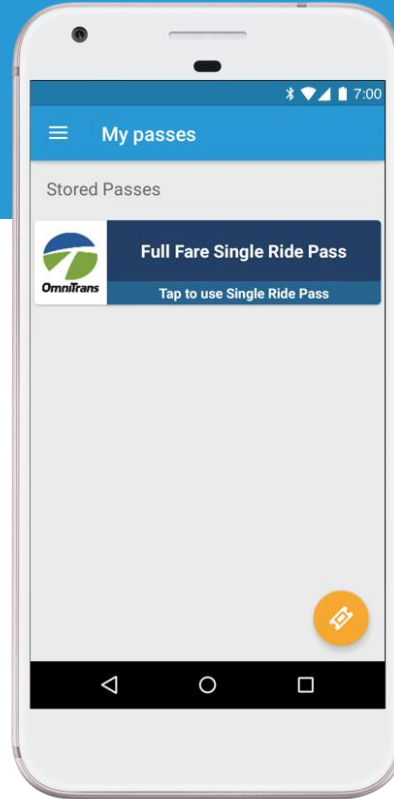 7:00
My passes
Stored Passes
Full Fare Single Ride Pass
OmniTrans
Tap to use Single Ride Pass